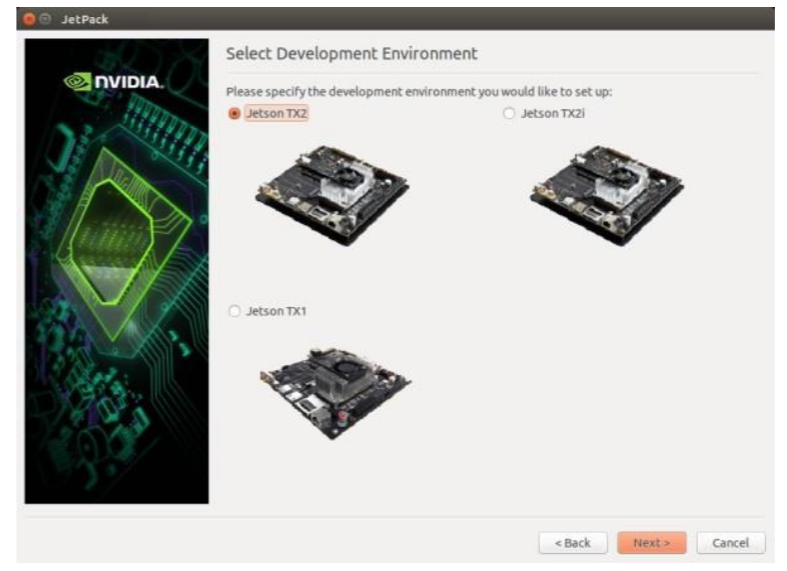 JetPack
NVIDIA.
Select Development Environment
Please specify the development environment you would like to set up:
Jetson TX2
Jetson TX2i
Jetson TX1
< Back
Next >
Cancel